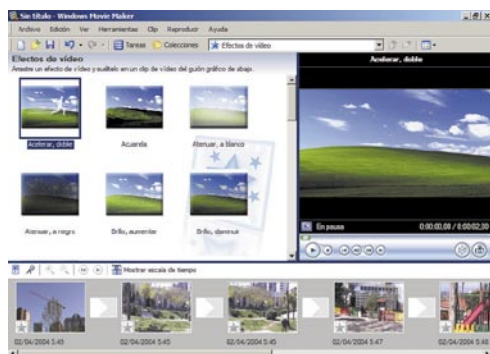 Sin título - Windows Movie Maker
Archivo Edición Ver Herramientas Clip Reproducir Ayuda
Tareas Colecciones Efectos de vídeo
Efectos de vídeo
Arrastre un efecto de vídeo y suéltelo en un clip de vídeo del guión gráfico de abajo.
Acelerar, doble
Acuarela
Atenuar, a blanco
Atenuar, a negro
Brillo, aumentar
Brillo, disminuir
Acelerar, doble
En pausa
0:00:00,00 / 0:00:02,00
Mostrar escala de tiempo
02/04/2004 5:43
02/04/2004 5:45
02/04/2004 5:45
02/04/2004 5:47
02/04/2004 5:48